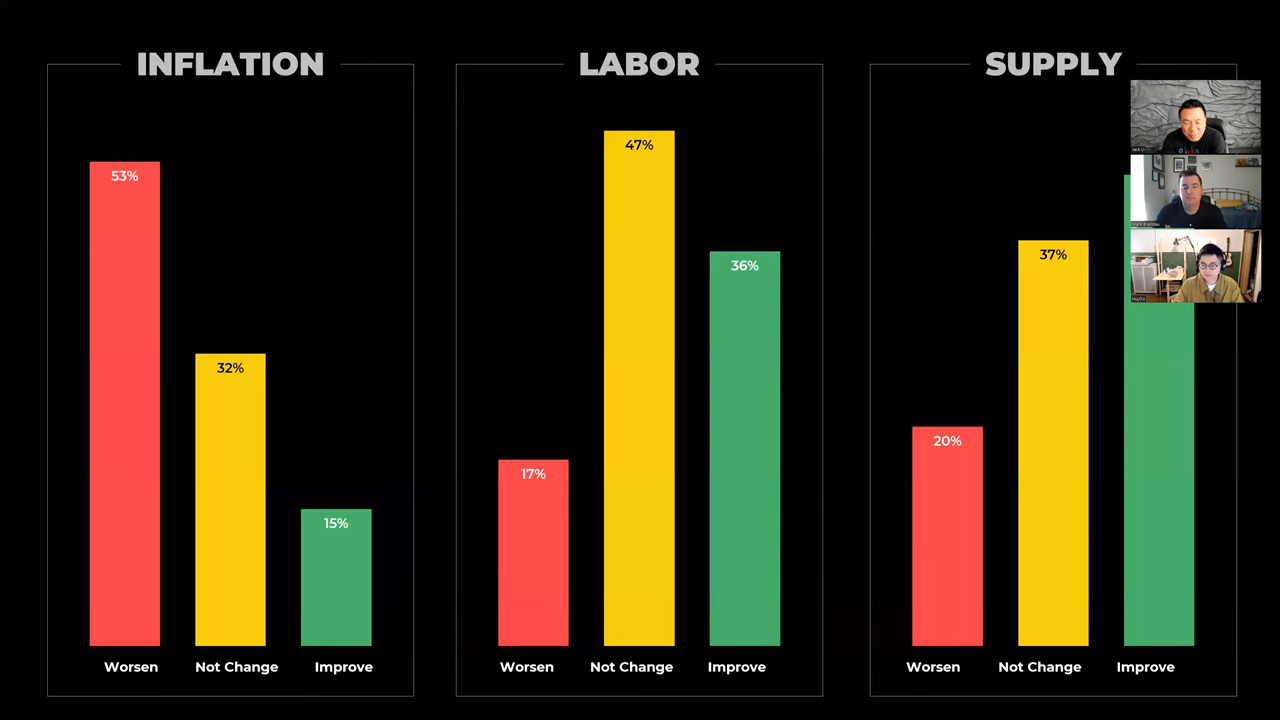 INFLATION
53%
32%
15%
Worsen
Not Change
Improve
LABOR
17%
47%
36%
Worsen
Not Change
Improve
SUPPLY
20%
37%
Worsen
Not Change
Improve